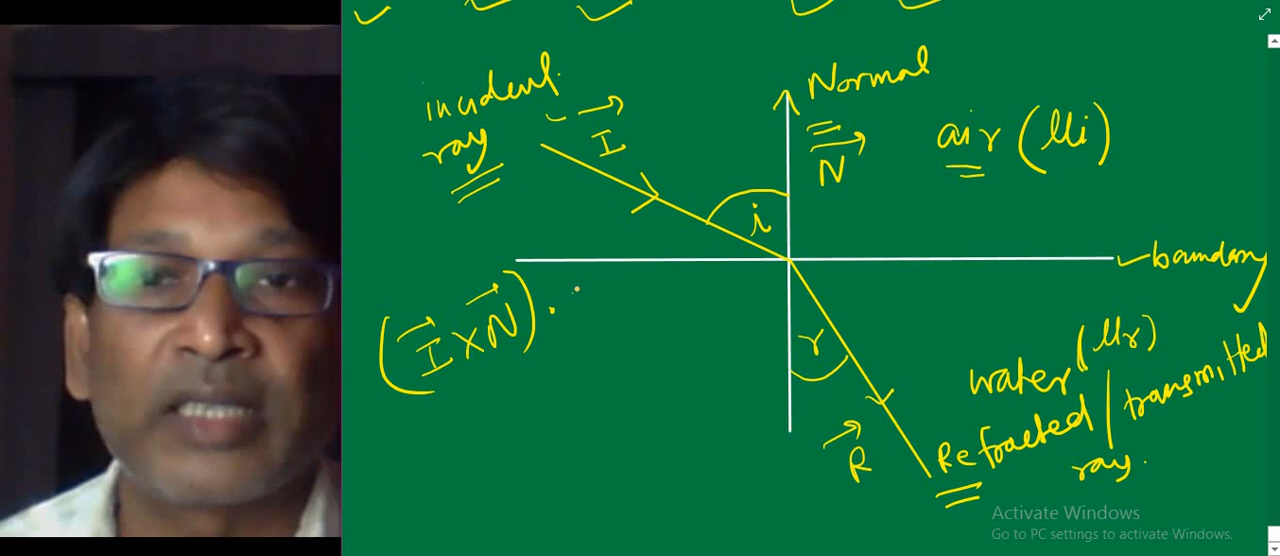 incident
ray
I⃗
Normal
N⃗
air (μi)
i
boundary
(I⃗ × N⃗) .
r
water (μr)
R⃗
Refracted / transmitted
ray.
Activate Windows
Go to PC settings to activate Windows.